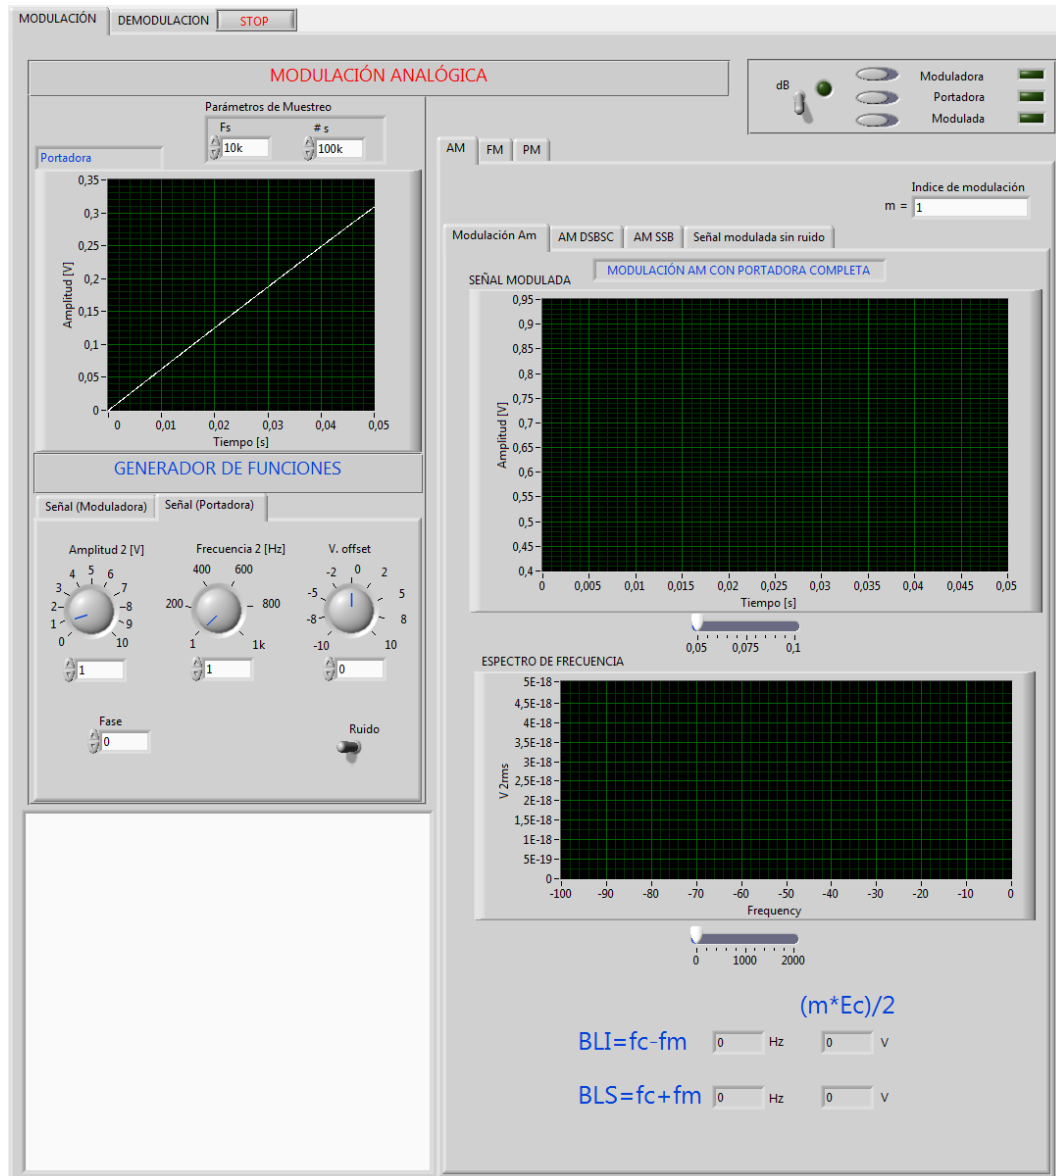 MODULACIÓN DEMODULACION STOP
MODULACIÓN ANALÓGICA
dB
Moduladora
Portadora
Modulada
Parámetros de Muestreo
Fs # s
10k 100k
Portadora
0,35
0,3
0,25
0,2
0,15
0,1
0,05
0
Amplitud [V]
0 0,01 0,02 0,03 0,04 0,05
Tiempo [s]
GENERADOR DE FUNCIONES
Señal (Moduladora) Señal (Portadora)
Amplitud 2 [V]
0 1 2 3 4 5 6 7 8 9 10
1
Frecuencia 2 [Hz]
1 200 400 600 800 1k
1
V. offset
-10 -8 -5 -2 0 2 5 8 10
0
Fase
0
Ruido
AM FM PM
Indice de modulación
m = 1
Modulación Am AM DSBSC AM SSB Señal modulada sin ruido
SEÑAL MODULADA MODULACIÓN AM CON PORTADORA COMPLETA
0,95
0,9
0,85
0,8
0,75
0,7
0,65
0,6
0,55
0,5
0,45
0,4
Amplitud [V]
0 0,005 0,01 0,015 0,02 0,025 0,03 0,035 0,04 0,045 0,05
Tiempo [s]
0,05 0,075 0,1
ESPECTRO DE FRECUENCIA
5E-18
4,5E-18
4E-18
3,5E-18
3E-18
2,5E-18
2E-18
1,5E-18
1E-18
5E-19
0
V 2rms
-100 -90 -80 -70 -60 -50 -40 -30 -20 -10 0
Frequency
0 1000 2000
(m*Ec)/2
BLI=fc-fm 0 Hz 0 V
BLS=fc+fm 0 Hz 0 V